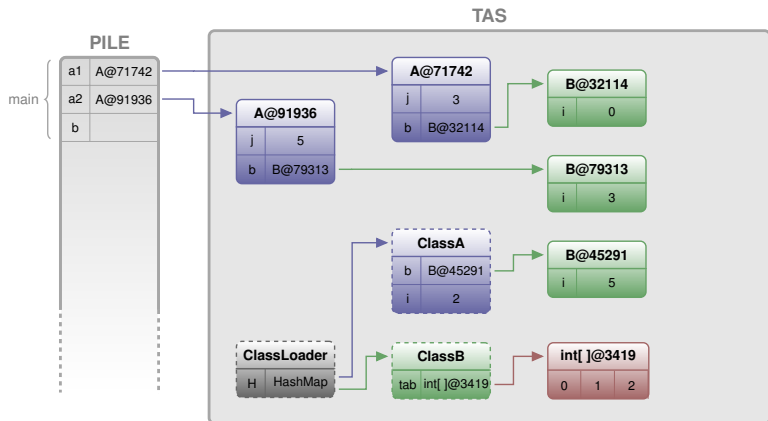 TAS
PILE
main
a1 A@71742
a2 A@91936
b
A@71742
j 3
b B@32114
B@32114
i 0
A@91936
j 5
b B@79313
B@79313
i 3
ClassA
b B@45291
i 2
B@45291
i 5
ClassLoader
H HashMap
ClassB
tab int[ ]@3419
int[ ]@3419
0 1 2